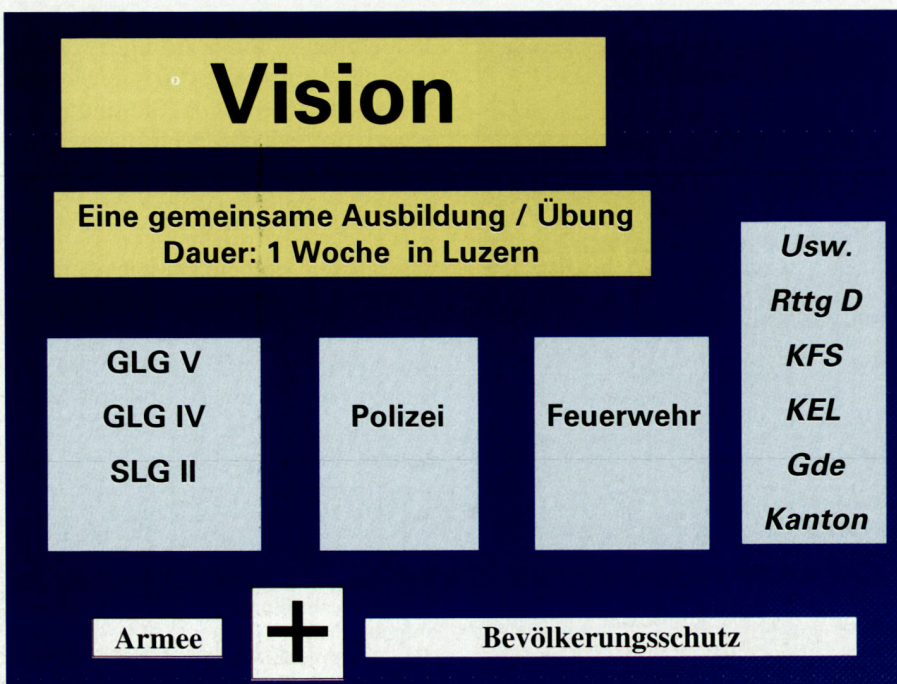 Vision
Eine gemeinsame Ausbildung / Übung
Dauer: 1 Woche in Luzern
GLG V
GLG IV
SLG II
Polizei
Feuerwehr
Usw.
Rttg D
KFS
KEL
Gde
Kanton
Armee
+
Bevölkerungsschutz